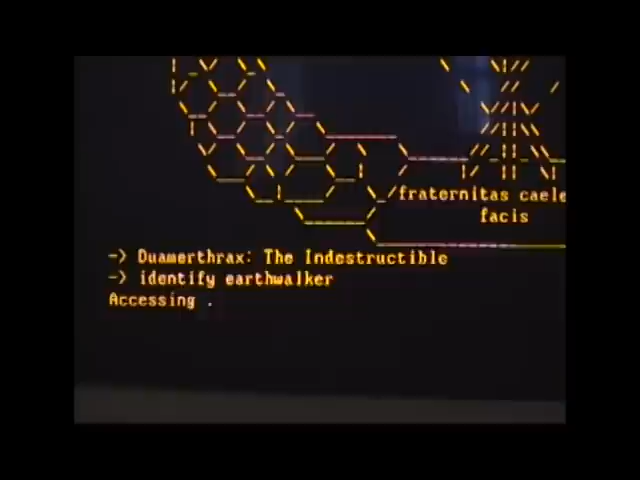 fraternitas caele
facis
-> Duamerthrax: The Indestructible
-> identify earthwalker
Accessing .